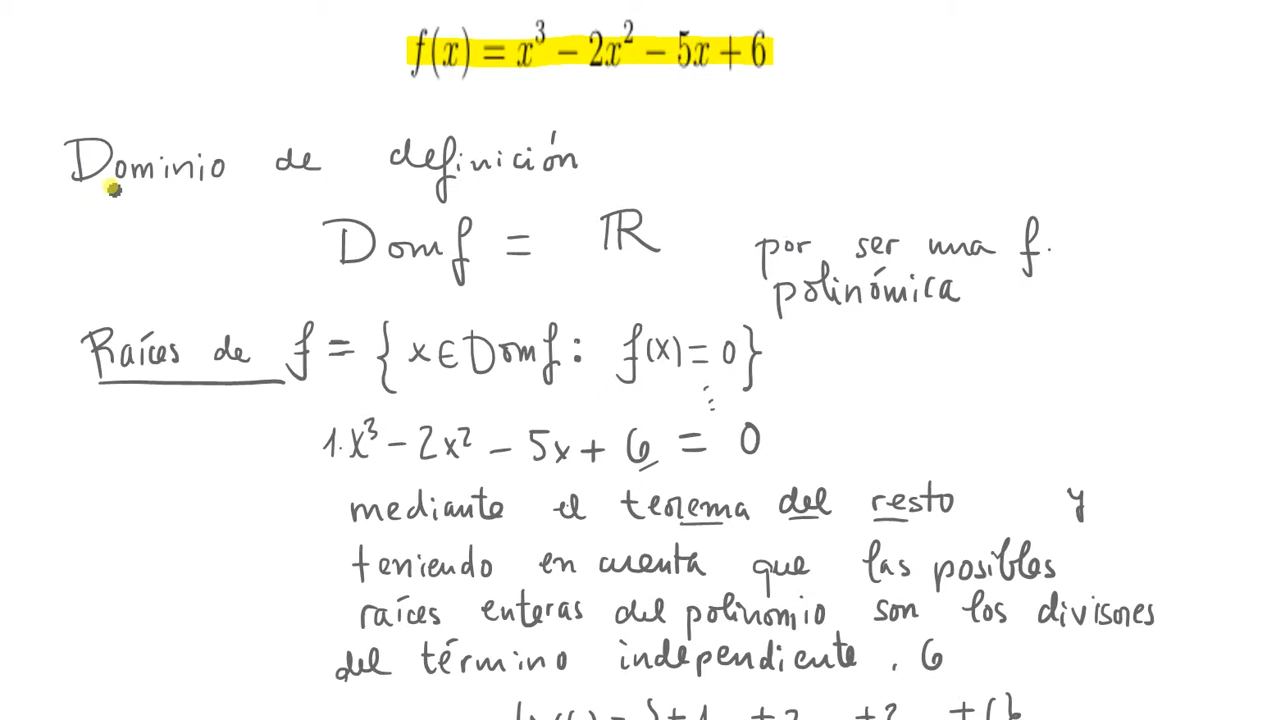 f(x) = x³ − 2x² − 5x + 6
Dominio de definición
Dom f = ℝ por ser una f.
polinómica
Raíces de f = { x ∈ Dom f : f(x) = 0 }
1·x³ − 2x² − 5x + 6 = 0
mediante el teorema del resto y
teniendo en cuenta que las posibles
raíces enteras del polinomio son los divisores
del término independiente, 6